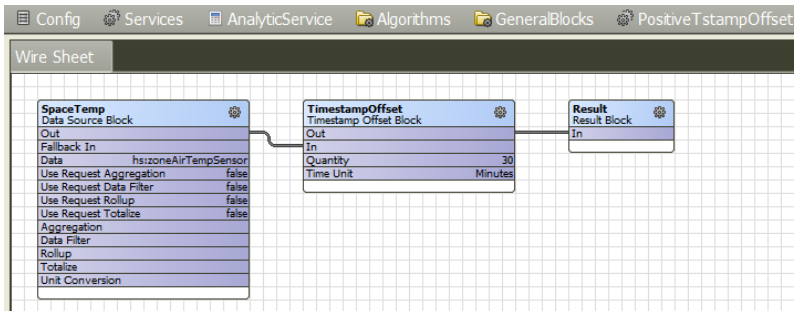 Config Services AnalyticService Algorithms GeneralBlocks PositiveTstampOffset
Wire Sheet
SpaceTemp
Data Source Block
Out
Fallback In
Data hs:zoneAirTempSensor
Use Request Aggregation false
Use Request Data Filter false
Use Request Rollup false
Use Request Totalize false
Aggregation
Data Filter
Rollup
Totalize
Unit Conversion
TimestampOffset
Timestamp Offset Block
Out
In
Quantity 30
Time Unit Minutes
Result
Result Block
In